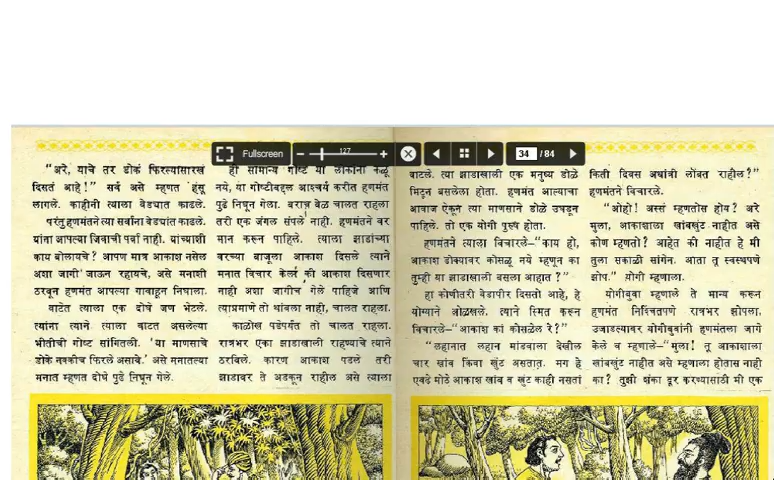 Fullscreen
127
34 / 84
"अरे, याचे तर डोकं फिरल्यासारखं
दिसतं आहे!" सर्व असे म्हणत हंसू
लागले. काहींनी त्याला वेड्यात काढले.
परंतु हणमंतने त्या सर्वांना वेड्यात काढले.
यांना आपल्या जिवाची पर्वा नाही. यांच्याशी
काय बोलायचे? आपण मात्र आकाश नसेल
अशा जागी जाऊन रहायचे, असे मनाशी
ठरवून हणमंत आपल्या गावाहून निघाला.
वाटेत त्याला एक दोघे जण भेटले.
त्यांना त्याने त्याला वाटत असलेल्या
भीतीची गोष्ट सांगितली. 'या माणसाचे
डोके नक्कीच फिरले असावे.' असे मनातल्या
मनात म्हणत दोघे पुढे निघून गेले.
ही सामान्य गोष्ट या लोकांना कळू
नये, या गोष्टीबद्दल आश्चर्य करीत हणमंत
पुढे निघून गेला. बराच वेळ चालत राहला
तरी एक जंगल संपले नाही. हणमंतने वर
मान करून पाहिले. त्याला झाडांच्या
वरच्या बाजूला आकाश दिसले त्याने
मनात विचार केला की आकाश दिसणार
नाही अशा जागीच गेले पाहिजे आणि
त्याप्रमाणे तो थांबला नाही, चालत राहला.
काळोख पडेपर्यंत तो चालत राहला.
रात्रभर एका झाडाखाली राहण्याचे त्याने
ठरविले. कारण आकाश पडले तरी
झाडावर ते अडकून राहील असे त्याला
वाटले. त्या झाडाखाली एक मनुष्य डोळे
मिटून बसलेला होता. हणमंत आल्याचा
आवाज ऐकून त्या माणसाने डोळे उघडून
पाहिले. तो एक योगी पुरुष होता.
हणमंतने त्याला विचारले–"काय हो,
आकाश डोक्यावर कोसळू नये म्हणून का
तुम्ही या झाडाखाली बसला आहात?"
हा कोणीतरी वेडापीर दिसतो आहे, हे
योग्याने ओळखले. त्याने स्मित करून
विचारले–"आकाश कां कोसळेल रे?"
"लहानात लहान मांडवाला देखील
चार खांब किंवा खुंट असतात. मग हे
एवढे मोठे आकाश खांब व खुंट काही नसतां
किती दिवस अधांत्री लोंबत राहील?"
हणमंतने विचारले.
"ओहो! अस्सं म्हणतोस होय? अरे
मुला, आकाशाला खांबखुंट नाहीत असे
कोण म्हणतो? आहेत की नाहीत हे मी
तुला सकाळी सांगेन. आता तू स्वस्थपणे
झोप." योगी म्हणाला.
योगीबुवा म्हणाले ते मान्य करून
हणमंत निश्चिंतपणे रात्रभर झोपला.
उजाडल्यावर योगीबुवांनी हणमंतला जागे
केले व म्हणाले–"मुला! तू आकाशाला
खांबखुंट नाहीत असे म्हणाला होतास नाही
का? तुझी शंका दूर करण्यासाठी मी एक